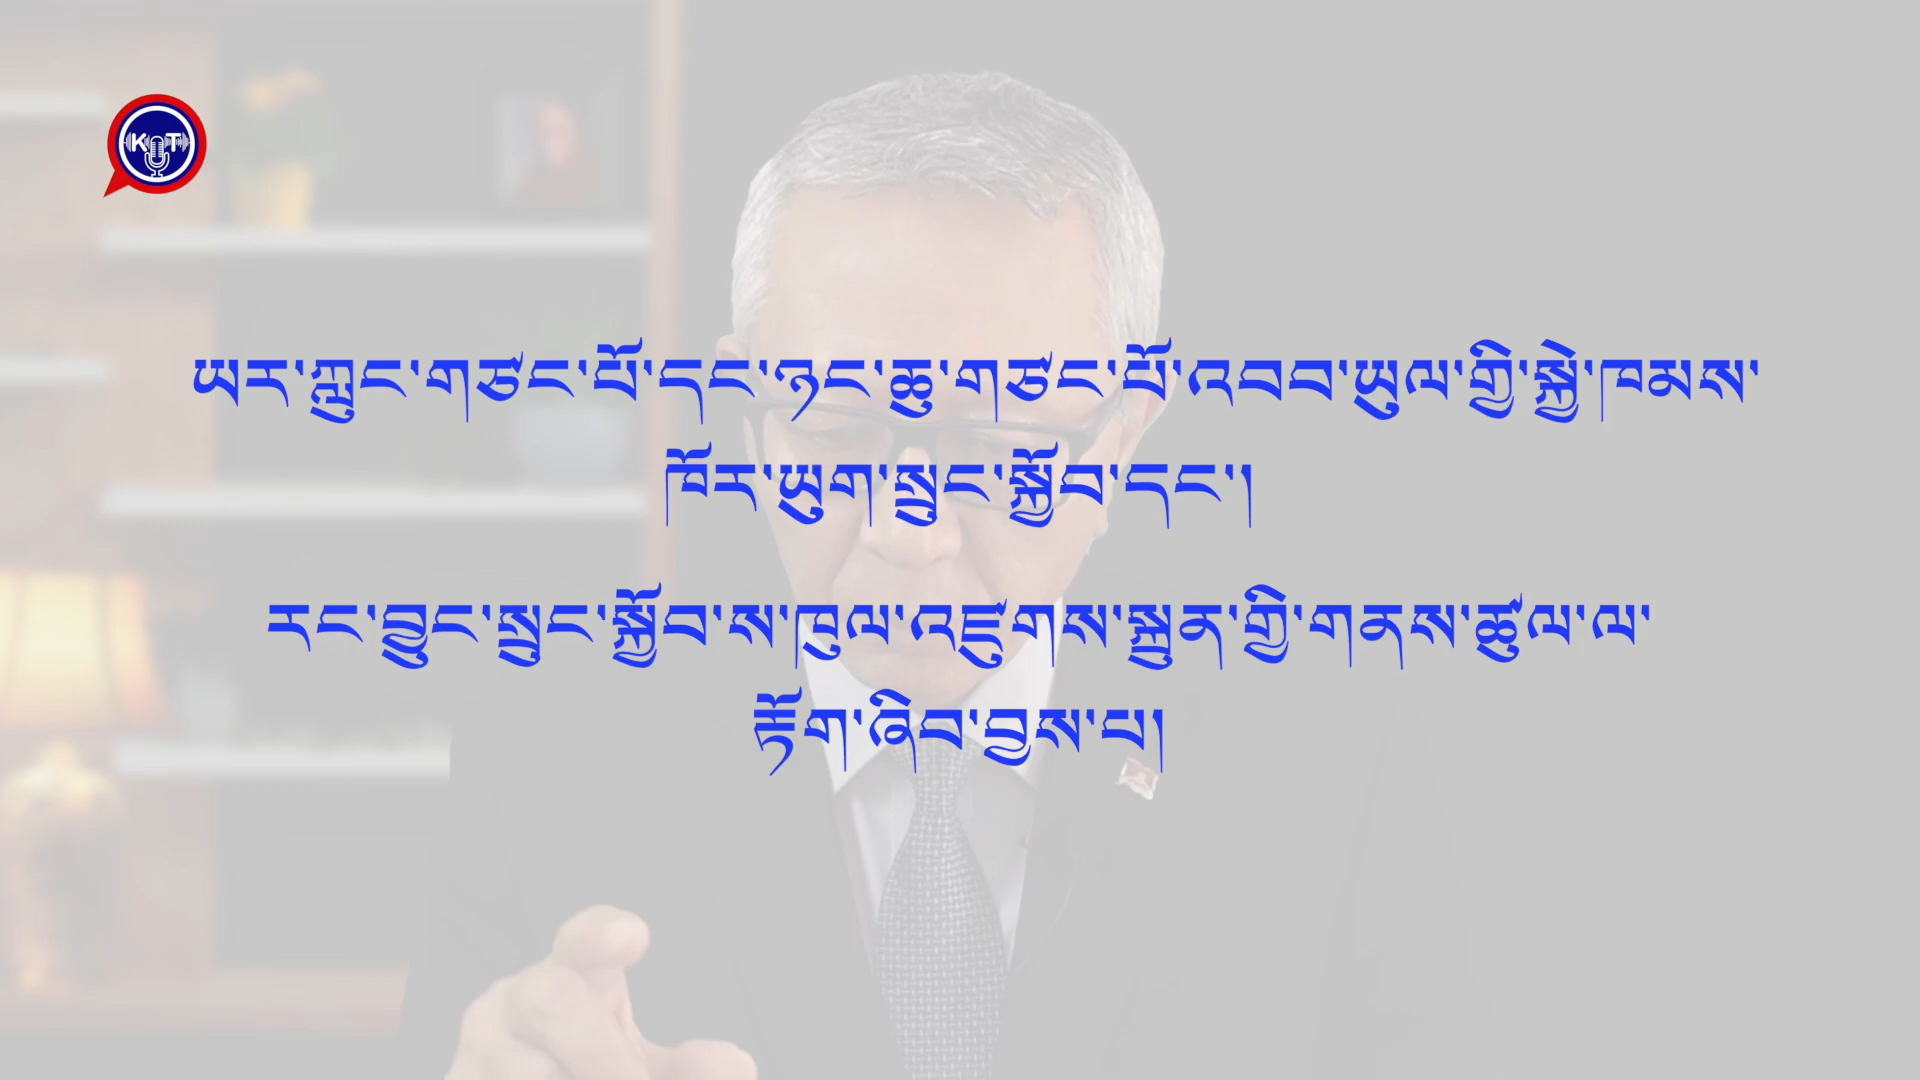 K T
ཡར་ཀླུང་གཙང་པོ་དང་ཉང་ཆུ་གཙང་པོ་འབབ་ཡུལ་གྱི་སྐྱེ་ཁམས་
ཁོར་ཡུག་སྲུང་སྐྱོབ་དང་།
རང་བྱུང་སྲུང་སྐྱོབ་ས་ཁུལ་འཛུགས་སྐྲུན་གྱི་གནས་ཚུལ་ལ་
རྟོག་ཞིབ་བྱས་པ།